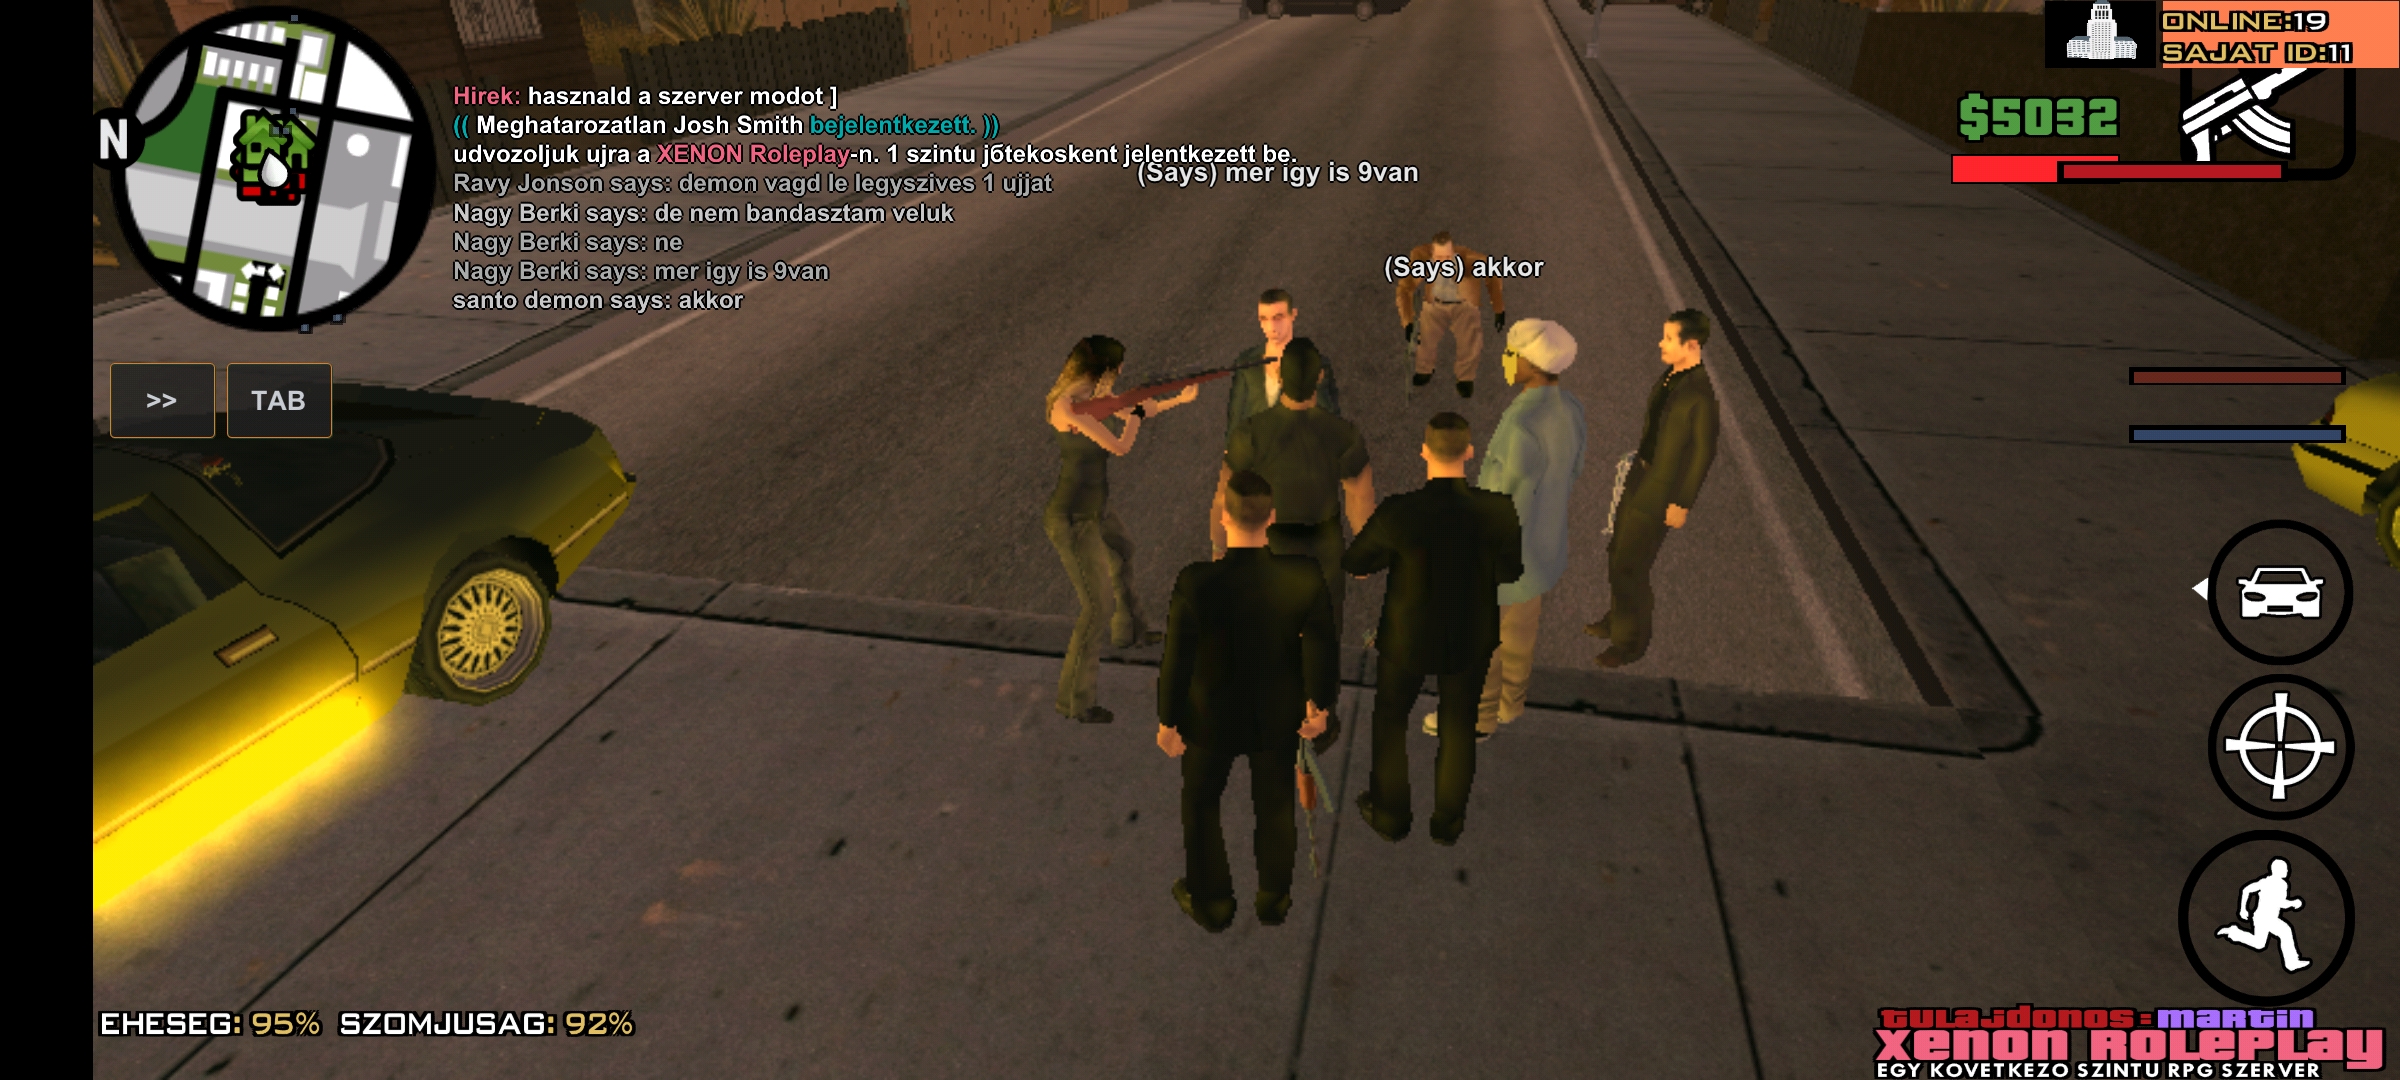 ONLINE:19
SAJAT ID:11
N
$5032
Hirek: hasznald a szerver modot ]
(( Meghatarozatlan Josh Smith bejelentkezett. ))
udvozoljuk ujra a XENON Roleplay-n. 1 szintu jбtekoskent jelentkezett be.
(Says) mer igy is 9van
Ravy Jonson says: demon vagd le legyszives 1 ujjat
Nagy Berki says: de nem bandasztam veluk
Nagy Berki says: ne
Nagy Berki says: mer igy is 9van
santo demon says: akkor
(Says) akkor
>> TAB
EHESEG: 95% SZOMJUSAG: 92%
tulajdonos: martin
Xenon Roleplay
EGY KOVETKEZO SZINTU RPG SZERVER